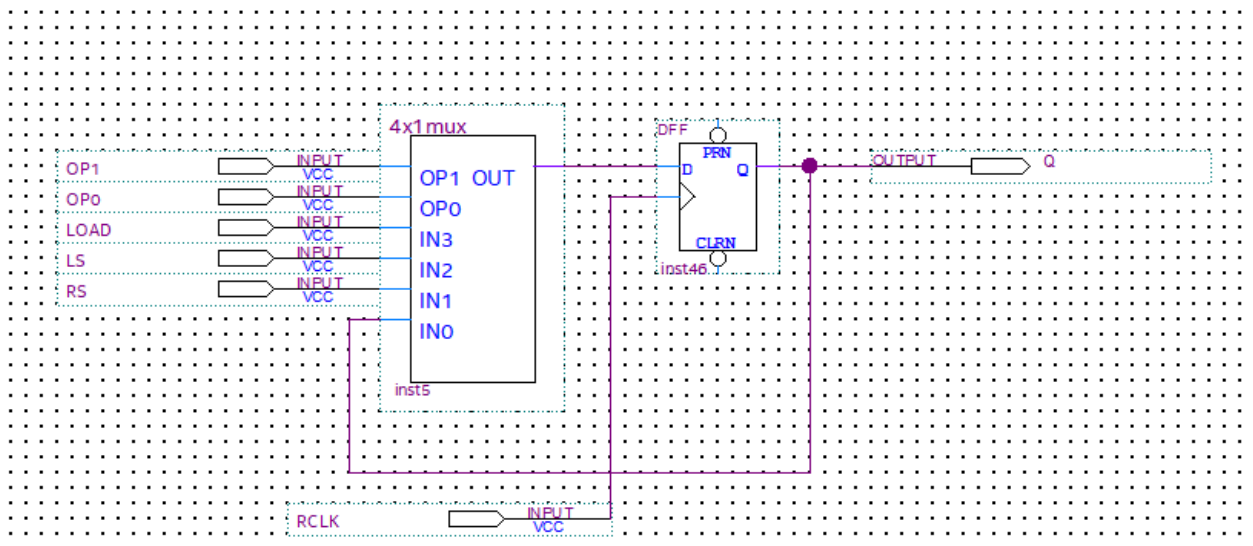 4x1mux
DFF
OP1 INPUT VCC
OP0 INPUT VCC
LOAD INPUT VCC
LS INPUT VCC
RS INPUT VCC
OP1 OUT
OP0
IN3
IN2
IN1
IN0
inst5
PRN
D Q
CLRN
inst46
OUTPUT Q
RCLK INPUT VCC